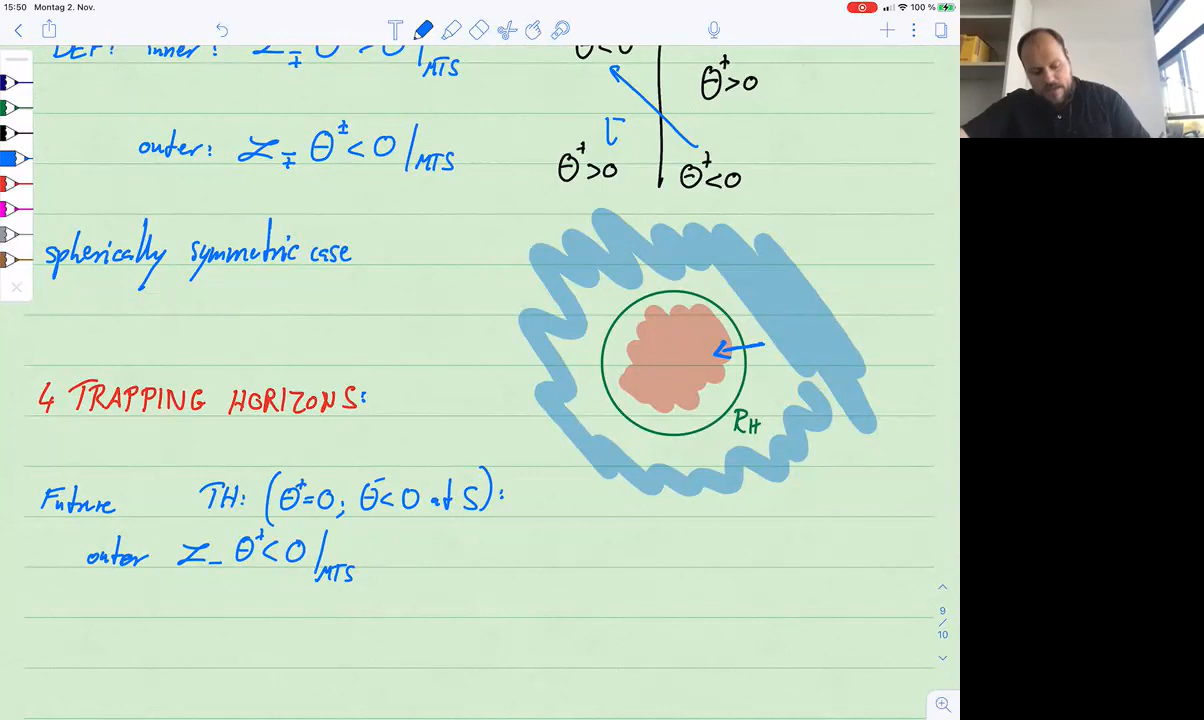 15:50 Montag 2. Nov.
100 %
DEF: inner: ℒ∓ θ± > 0 |MTS
θ⁺ > 0
outer: ℒ∓ θ± < 0 |MTS
θ⁺ > 0
θ⁺ < 0
spherically symmetric case
4 TRAPPING HORIZONS:
RH
Future TH: (θ⁺=0; θ⁻<0 at S):
outer ℒ₋ θ⁺ < 0 |MTS
9
/
10